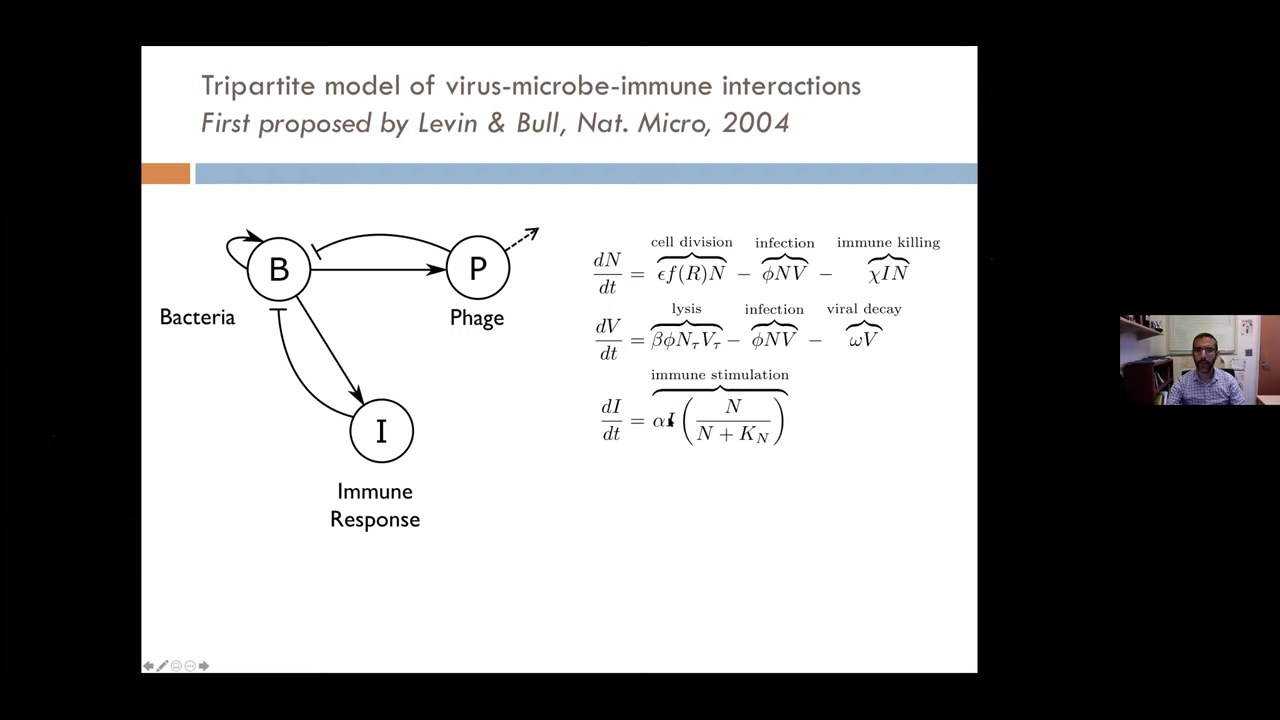 Tripartite model of virus-microbe-immune interactions
First proposed by Levin & Bull, Nat. Micro, 2004
B
P
Bacteria
Phage
I
Immune
Response
cell division infection immune killing
dN/dt = ϵf(R)N − ϕNV − χIN
lysis infection viral decay
dV/dt = βϕN_τV_τ − ϕNV − ωV
immune stimulation
dI/dt = αI (N/(N + K_N))